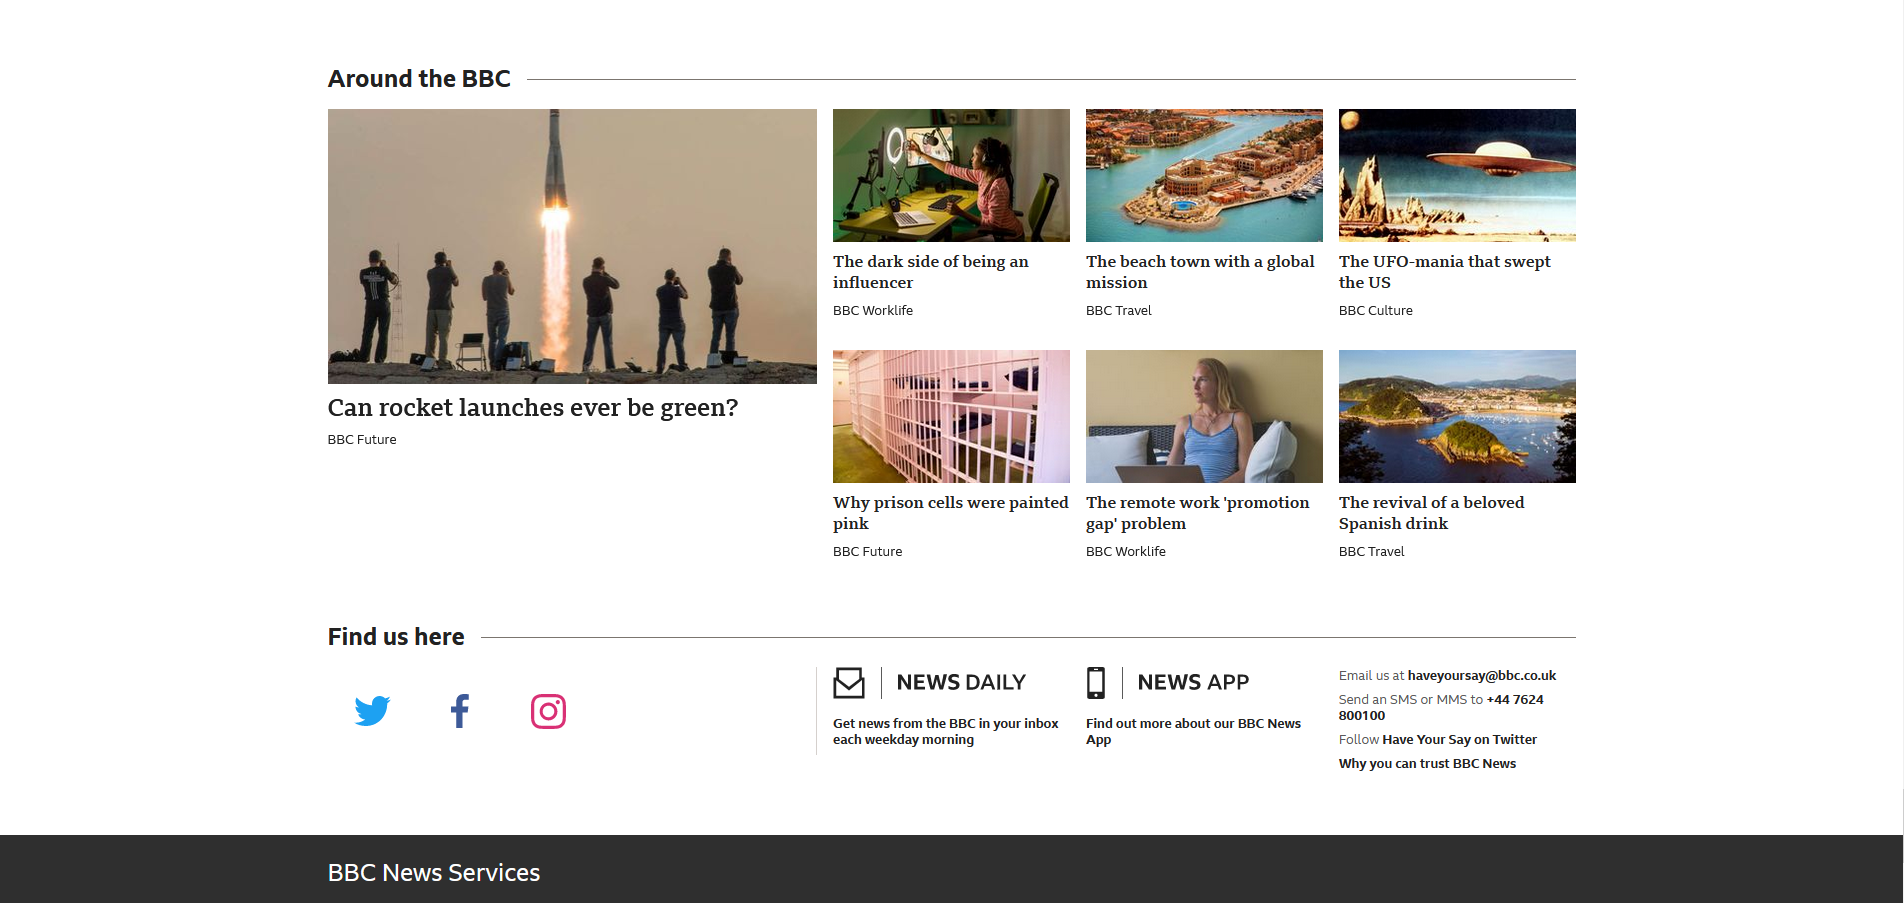 Around the BBC
Can rocket launches ever be green?
BBC Future
The dark side of being an
influencer
BBC Worklife
The beach town with a global
mission
BBC Travel
The UFO-mania that swept
the US
BBC Culture
Why prison cells were painted
pink
BBC Future
The remote work 'promotion
gap' problem
BBC Worklife
The revival of a beloved
Spanish drink
BBC Travel
Find us here
NEWS DAILY
Get news from the BBC in your inbox
each weekday morning
NEWS APP
Find out more about our BBC News
App
Email us at haveyoursay@bbc.co.uk
Send an SMS or MMS to +44 7624
800100
Follow Have Your Say on Twitter
Why you can trust BBC News
BBC News Services